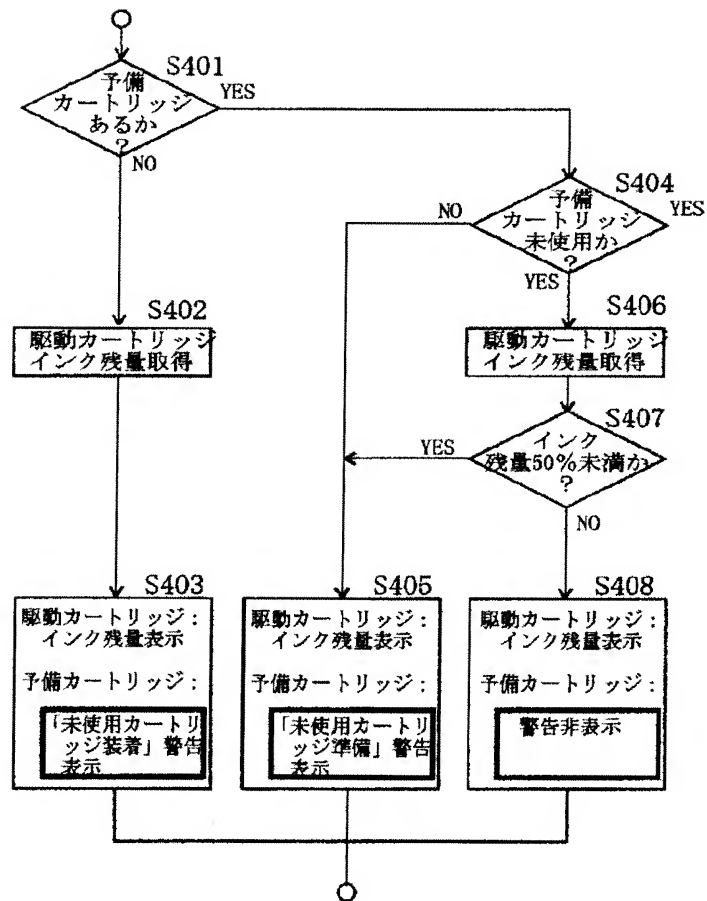 S401
予備
カートリッジ
あるか
?
YES
NO
S404
予備
カートリッジ
未使用か
?
NO
YES
YES
S402
駆動カートリッジ
インク残量取得
S406
駆動カートリッジ
インク残量取得
S407
インク
残量50%未満か
?
YES
NO
S403
駆動カートリッジ:
インク残量表示
予備カートリッジ:
「未使用カートリ
ッジ装着」警告
表示
S405
駆動カートリッジ:
インク残量表示
予備カートリッジ:
「未使用カートリ
ッジ準備」警告
表示
S408
駆動カートリッジ:
インク残量表示
予備カートリッジ:
警告非表示